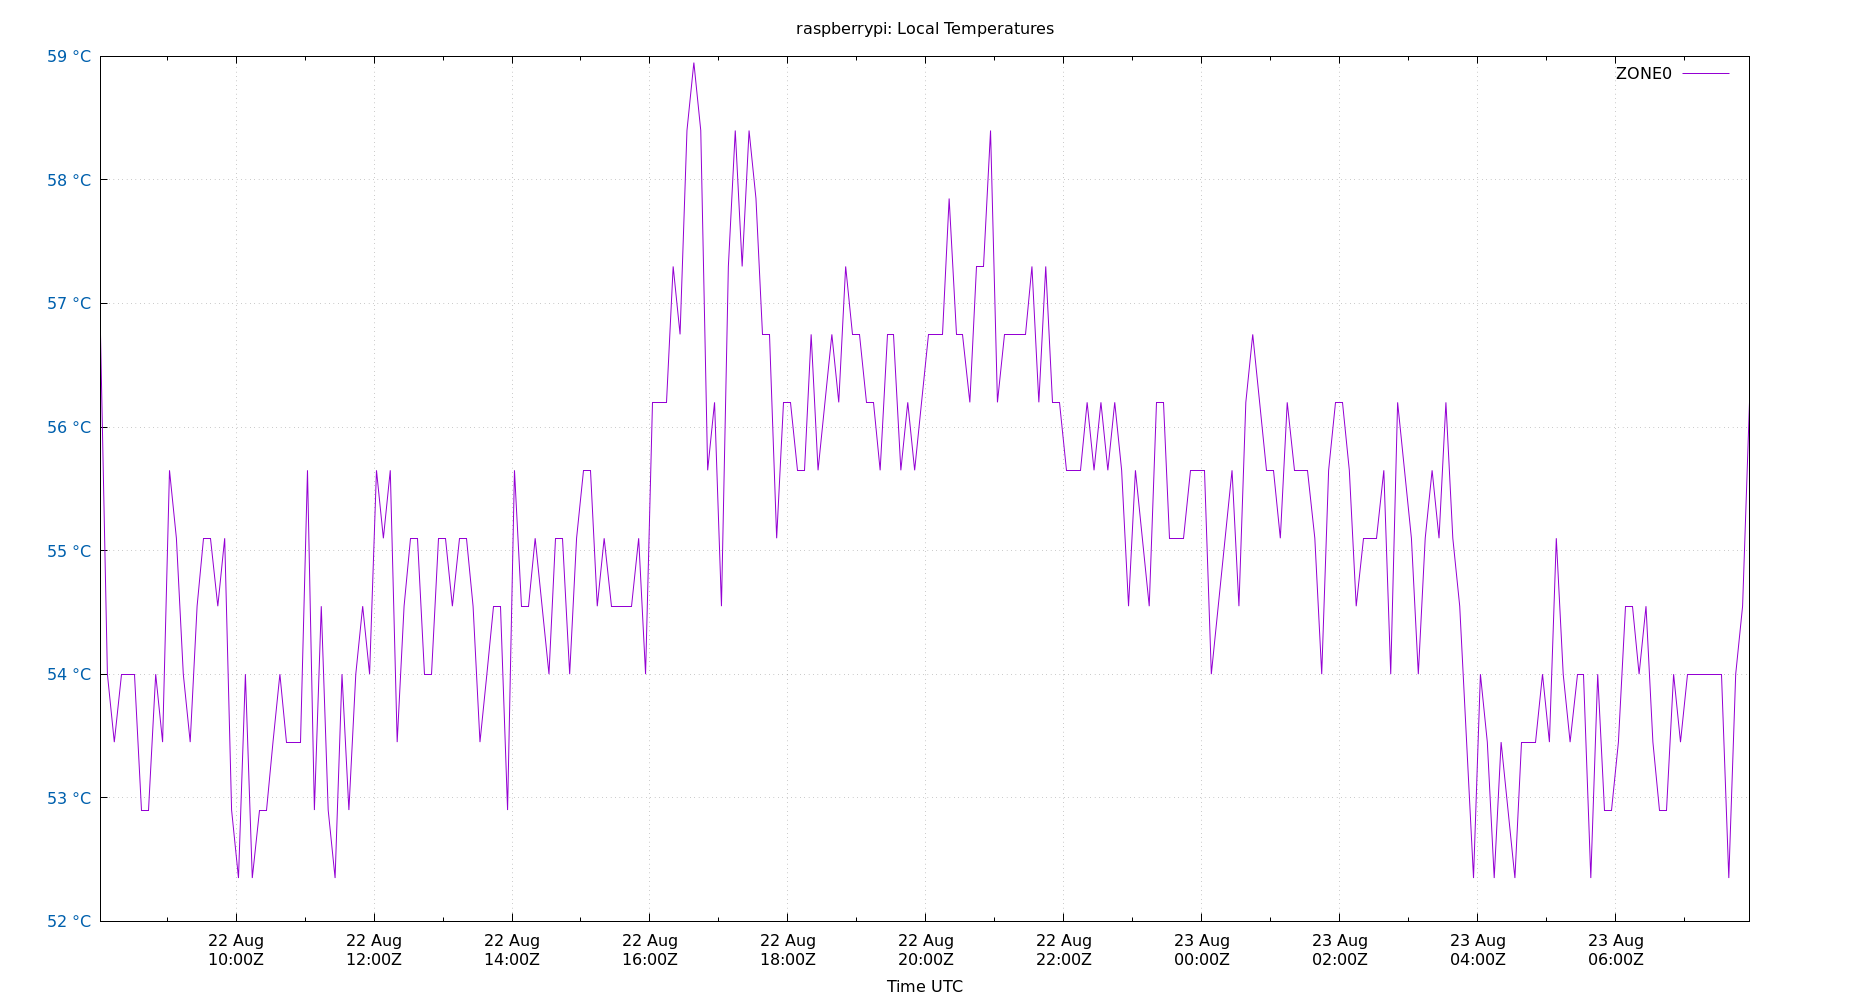 raspberrypi: Local Temperatures
59 °C
ZONE0
58 °C
57 °C
56 °C
55 °C
54 °C
53 °C
52 °C
22 Aug 22 Aug 22 Aug 22 Aug 22 Aug 22 Aug 22 Aug 23 Aug 23 Aug 23 Aug 23 Aug
10:00Z 12:00Z 14:00Z 16:00Z 18:00Z 20:00Z 22:00Z 00:00Z 02:00Z 04:00Z 06:00Z
Time UTC